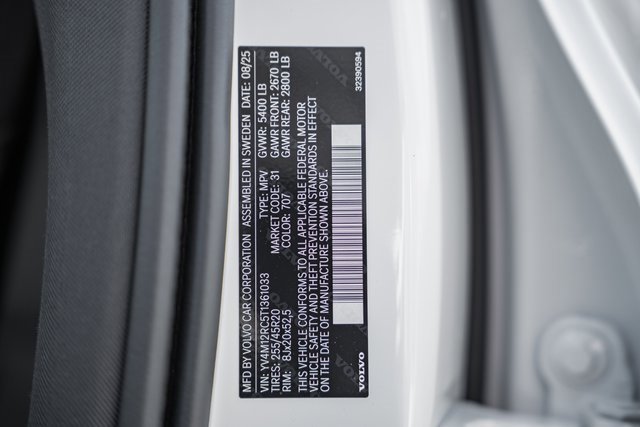 MFD BY VOLVO CAR CORPORATION ASSEMBLED IN SWEDEN DATE: 08/25
VIN: YV4M12RC5T1361033 TYPE: MPV GVWR: 5400 LB
TIRES: 255/45R20 MARKET CODE: 31 GAWR FRONT: 2670 LB
RIM: 8Jx20x52,5 COLOR: 707 GAWR REAR: 2800 LB
THIS VEHICLE CONFORMS TO ALL APPLICABLE FEDERAL MOTOR
VEHICLE SAFETY AND THEFT PREVENTION STANDARDS IN EFFECT
ON THE DATE OF MANUFACTURE SHOWN ABOVE.
VOLVO
32390594